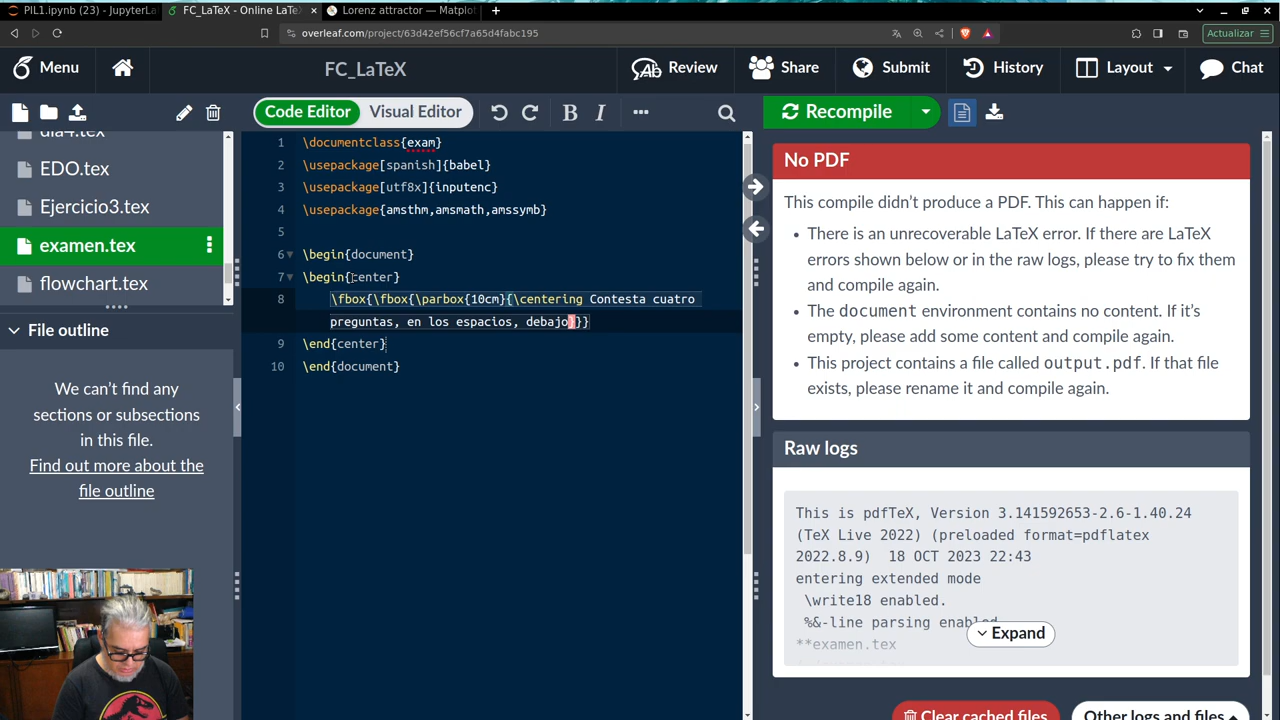 PIL1.ipynb (23) - JupyterLa
FC_LaTeX - Online LaTe
Lorenz attractor — Matplot
overleaf.com/project/63d42ef56cf7a65d4fabc195
Actualizar
Menu
FC_LaTeX
Review
Share
Submit
History
Layout
Chat
Code Editor
Visual Editor
Recompile
dia4.tex
EDO.tex
Ejercicio3.tex
examen.tex
flowchart.tex
File outline
We can't find any
sections or subsections
in this file.
Find out more about the
file outline
1 \documentclass{exam}
2 \usepackage[spanish]{babel}
3 \usepackage[utf8x]{inputenc}
4 \usepackage{amsthm,amsmath,amssymb}
5
6 \begin{document}
7 \begin{center}
8 \fbox{\fbox{\parbox{10cm}{\centering Contesta cuatro
preguntas, en los espacios, debajo}}}
9 \end{center}
10 \end{document}
No PDF
This compile didn't produce a PDF. This can happen if:
• There is an unrecoverable LaTeX error. If there are LaTeX
errors shown below or in the raw logs, please try to fix them
and compile again.
• The document environment contains no content. If it's
empty, please add some content and compile again.
• This project contains a file called output.pdf. If that file
exists, please rename it and compile again.
Raw logs
This is pdfTeX, Version 3.141592653-2.6-1.40.24
(TeX Live 2022) (preloaded format=pdflatex
2022.8.9) 18 OCT 2023 22:43
entering extended mode
\write18 enabled.
%&-line parsing enabled.
Expand
**examen.tex
Clear cached files
Other logs and files